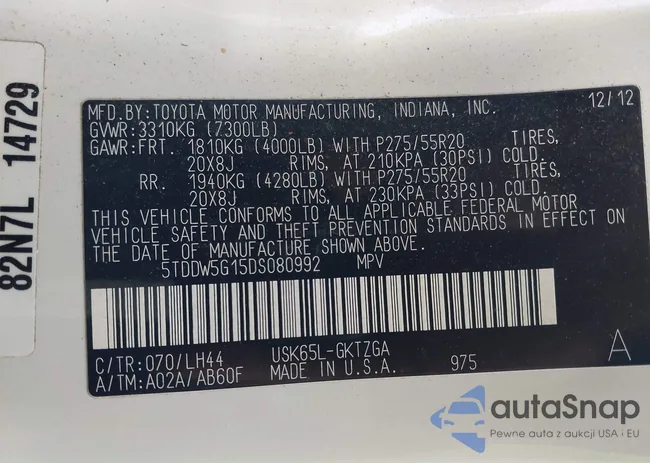 82N7L 14729
MFD.BY:TOYOTA MOTOR MANUFACTURING, INDIANA, INC. 12/12
GVWR:3310KG (7300LB)
GAWR:FRT. 1810KG (4000LB) WITH P275/55R20 TIRES,
20X8J RIMS, AT 210KPA (30PSI) COLD.
RR. 1940KG (4280LB) WITH P275/55R20 TIRES,
20X8J RIMS, AT 230KPA (33PSI) COLD.
THIS VEHICLE CONFORMS TO ALL APPLICABLE FEDERAL MOTOR
VEHICLE SAFETY AND THEFT PREVENTION STANDARDS IN EFFECT ON
THE DATE OF MANUFACTURE SHOWN ABOVE.
5TDDW5G15DS080992 MPV
C/TR:070/LH44 USK65L-GKTZGA
A/TM:A02A/AB60F MADE IN U.S.A. 975 A
autaSnap
Pewne auta z aukcji USA i EU